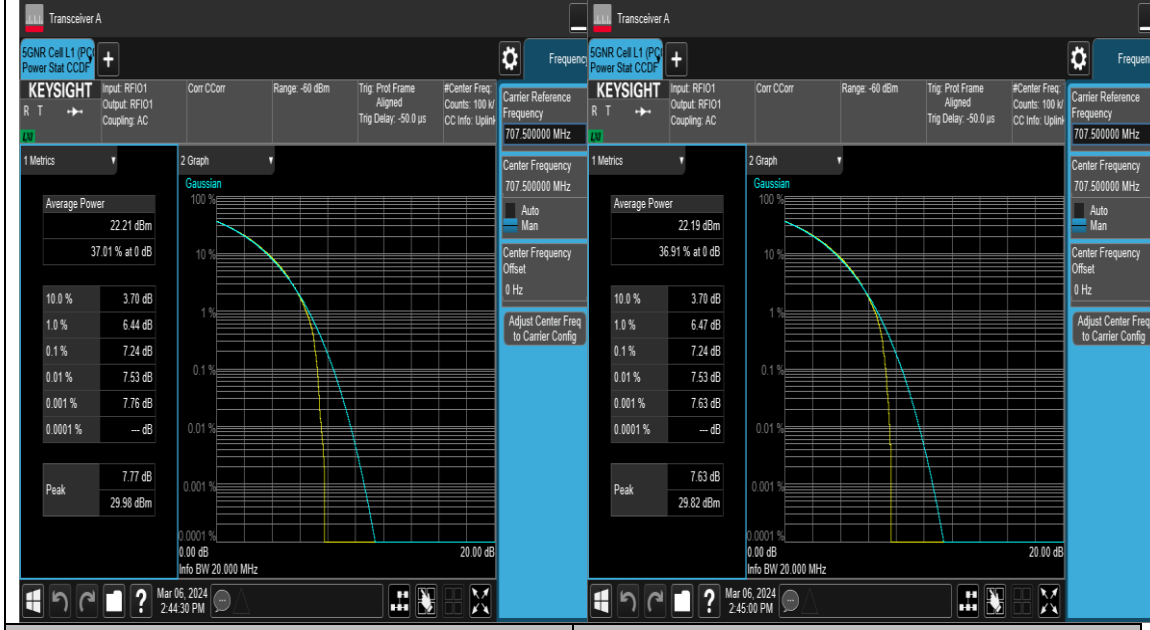 Transceiver A
5GNR Cell L1 (PC
Power Stat CCDF
+
Frequenc
KEYSIGHT
R T
LXI
Input: RFIO1
Output: RFIO1
Coupling: AC
Corr CCorr
Range: -60 dBm
Trig: Prot Frame
Aligned
Trig Delay: -50.0 µs
#Center Freq:
Counts: 100 k/
CC Info: Uplink
Carrier Reference
Frequency
707.500000 MHz
Center Frequency
707.500000 MHz
Auto
Man
Center Frequency
Offset
0 Hz
Adjust Center Freq
to Carrier Config
1 Metrics
Average Power
22.21 dBm
37.01 % at 0 dB
10.0 % 3.70 dB
1.0 % 6.44 dB
0.1 % 7.24 dB
0.01 % 7.53 dB
0.001 % 7.76 dB
0.0001 % --- dB
Peak
7.77 dB
29.98 dBm
2 Graph
Gaussian
100 %
10 %
1 %
0.1 %
0.01 %
0.001 %
0.0001 %
0.00 dB
20.00 dB
Info BW 20.000 MHz
?
Mar 06, 2024
2:44:30 PM
Transceiver A
5GNR Cell L1 (PC
Power Stat CCDF
+
Frequen
KEYSIGHT
R T
LXI
Input: RFIO1
Output: RFIO1
Coupling: AC
Corr CCorr
Range: -60 dBm
Trig: Prot Frame
Aligned
Trig Delay: -50.0 µs
#Center Freq:
Counts: 100 k/
CC Info: Uplink
Carrier Reference
Frequency
707.500000 MHz
Center Frequency
707.500000 MHz
Auto
Man
Center Frequency
Offset
0 Hz
Adjust Center Freq
to Carrier Config
1 Metrics
Average Power
22.19 dBm
36.91 % at 0 dB
10.0 % 3.70 dB
1.0 % 6.47 dB
0.1 % 7.24 dB
0.01 % 7.53 dB
0.001 % 7.63 dB
0.0001 % --- dB
Peak
7.63 dB
29.82 dBm
2 Graph
Gaussian
100 %
10 %
1 %
0.1 %
0.01 %
0.001 %
0.0001 %
0.00 dB
20.00 dB
Info BW 20.000 MHz
?
Mar 06, 2024
2:45:00 PM